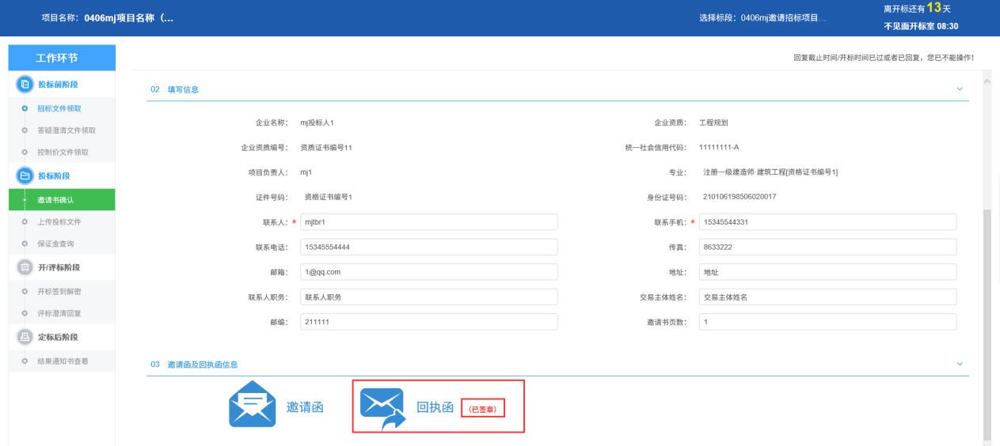 项目名称：0406mj项目名称（...
选择标段：0406mj邀请招标项目...
离开标还有13天
不见面开标室 08:30
工作环节
回复截止时间/开标时间已过或者已回复，您已不能操作!
投标前阶段
招标文件领取
答疑澄清文件领取
控制价文件领取
投标阶段
邀请书确认
上传投标文件
保证金查询
开/评标阶段
开标签到解密
评标澄清回复
定标后阶段
结果通知书查看
02 填写信息
企业名称： mj投标人1 企业资质： 工程规划
企业资质编号： 资质证书编号11 统一社会信用代码： 11111111-A
项目负责人： mj1 专业： 注册一级建造师·建筑工程[资格证书编号1]
证件号码： 资格证书编号1 身份证号码： 210106198506020017
联系人：* mjtbr1 联系手机：* 15345544331
联系电话： 15345554444 传真： 8633222
邮箱： 1@qq.com 地址： 地址
联系人职务： 联系人职务 交易主体姓名： 交易主体姓名
邮编： 211111 邀请书页数： 1
03 邀请函及回执函信息
邀请函 回执函 (已签章)